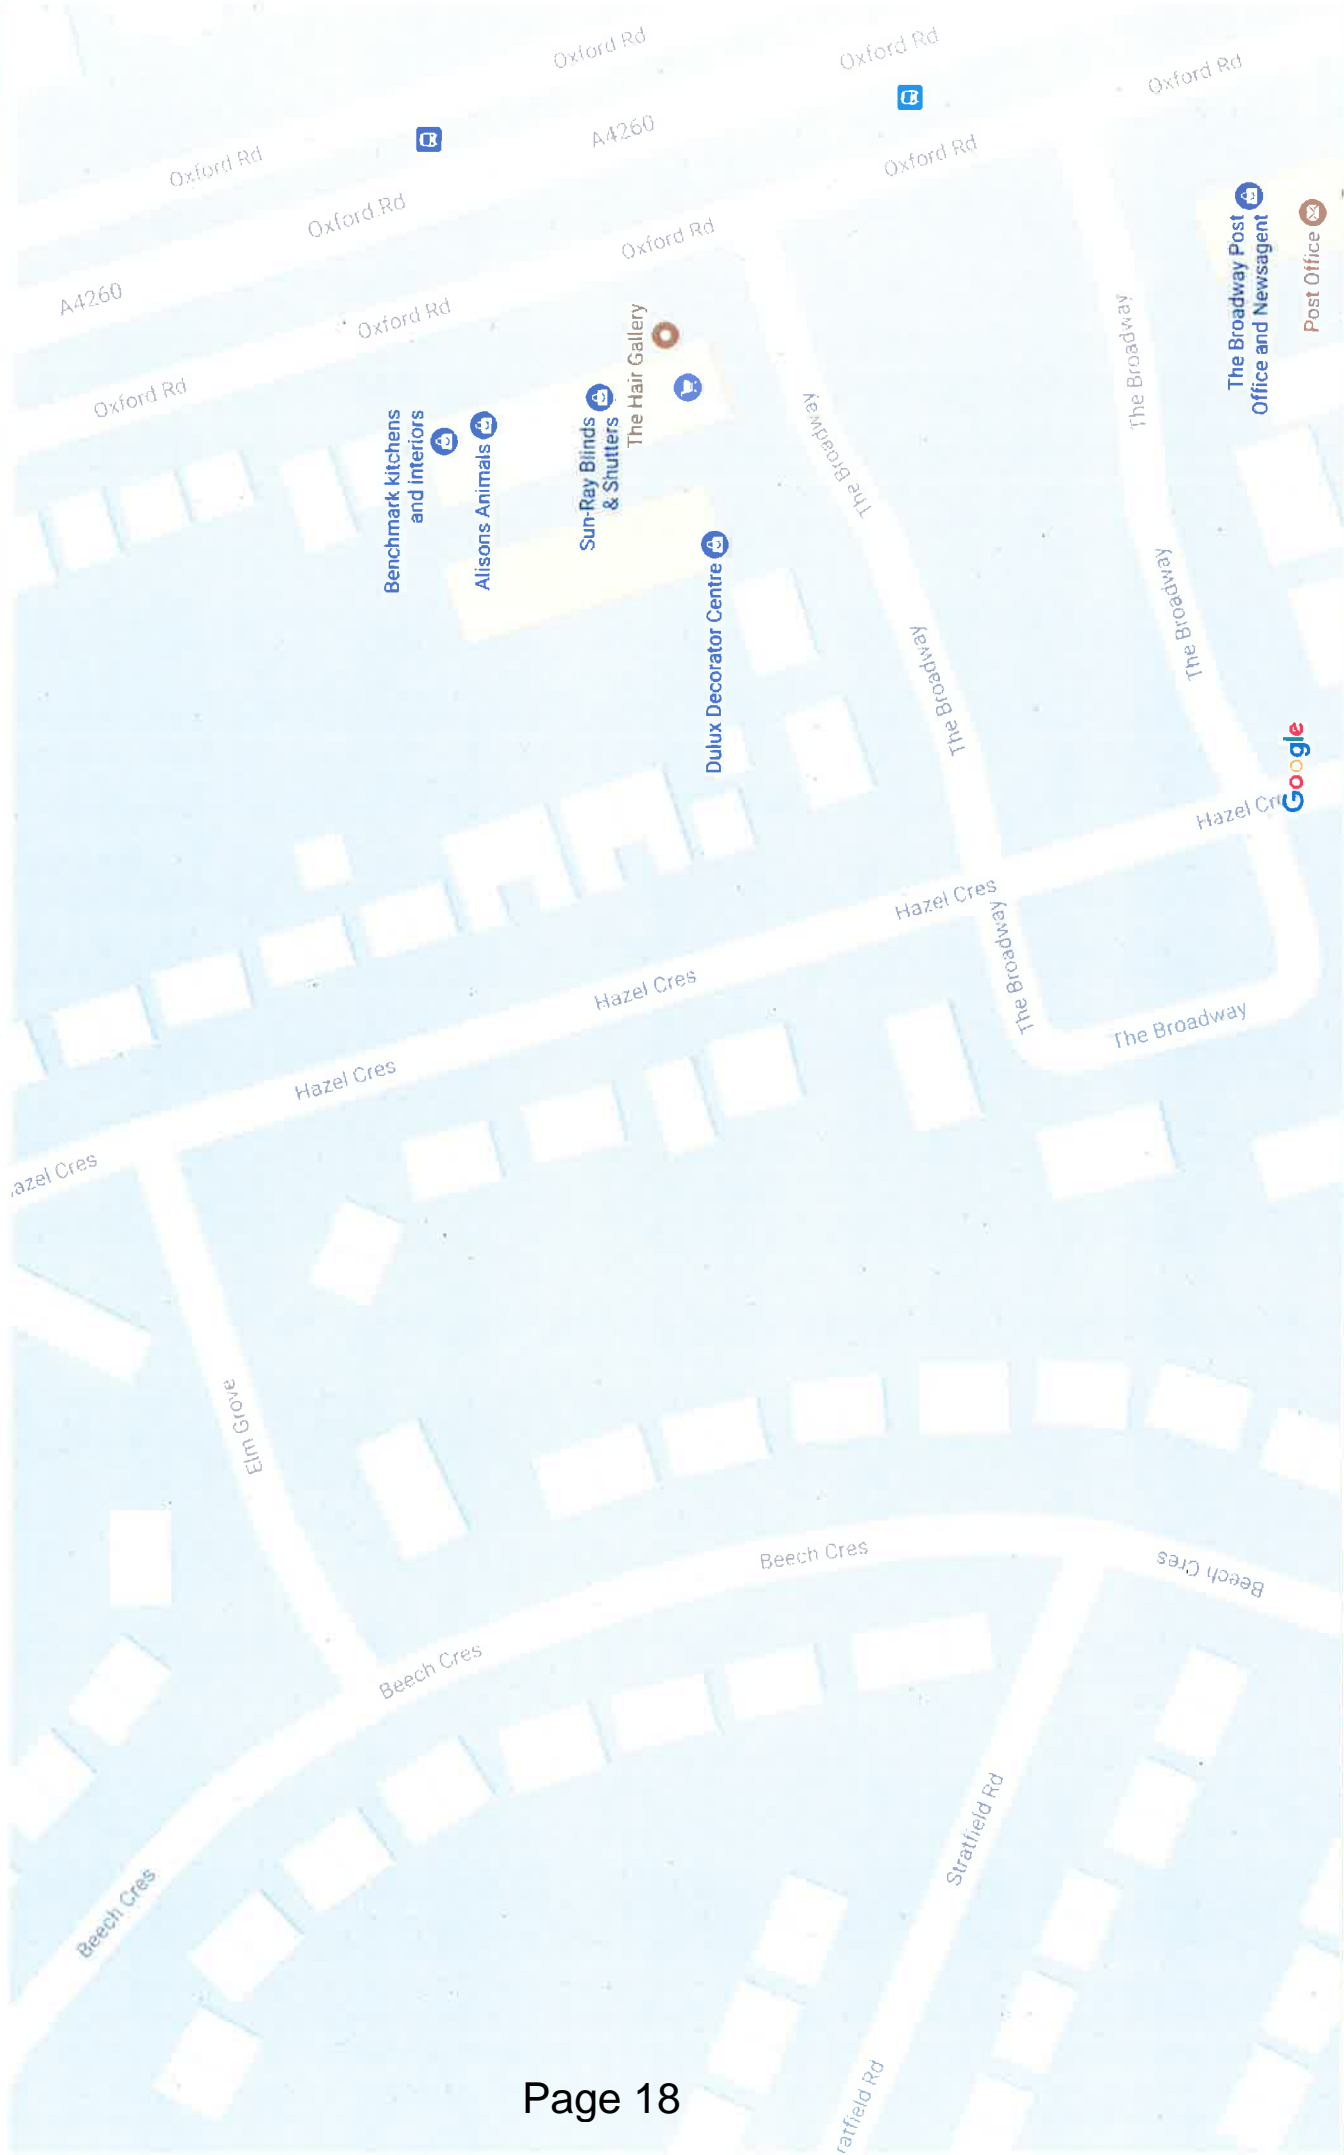 Oxford Rd
Oxford Rd
Oxford Rd
A4260
Oxford Rd
Oxford Rd
Oxford Rd
Oxford Rd
A4260
Oxford Rd
Oxford Rd
The Broadway Post
Office and Newsagent
Post Office
The Broadway
The Hair Gallery
Sun-Ray Blinds
& Shutters
Benchmark kitchens
and interiors
Alisons Animals
The Broadway
Dulux Decorator Centre
The Broadway
The Broadway
Google
Hazel Cre
Hazel Cres
The Broadway
Hazel Cres
The Broadway
Hazel Cres
azel Cres
Elm Grove
Beech Cres
Beech Cres
Beech Cres
Stratfield Rd
Beech Cres
ratfield Rd
Page 18